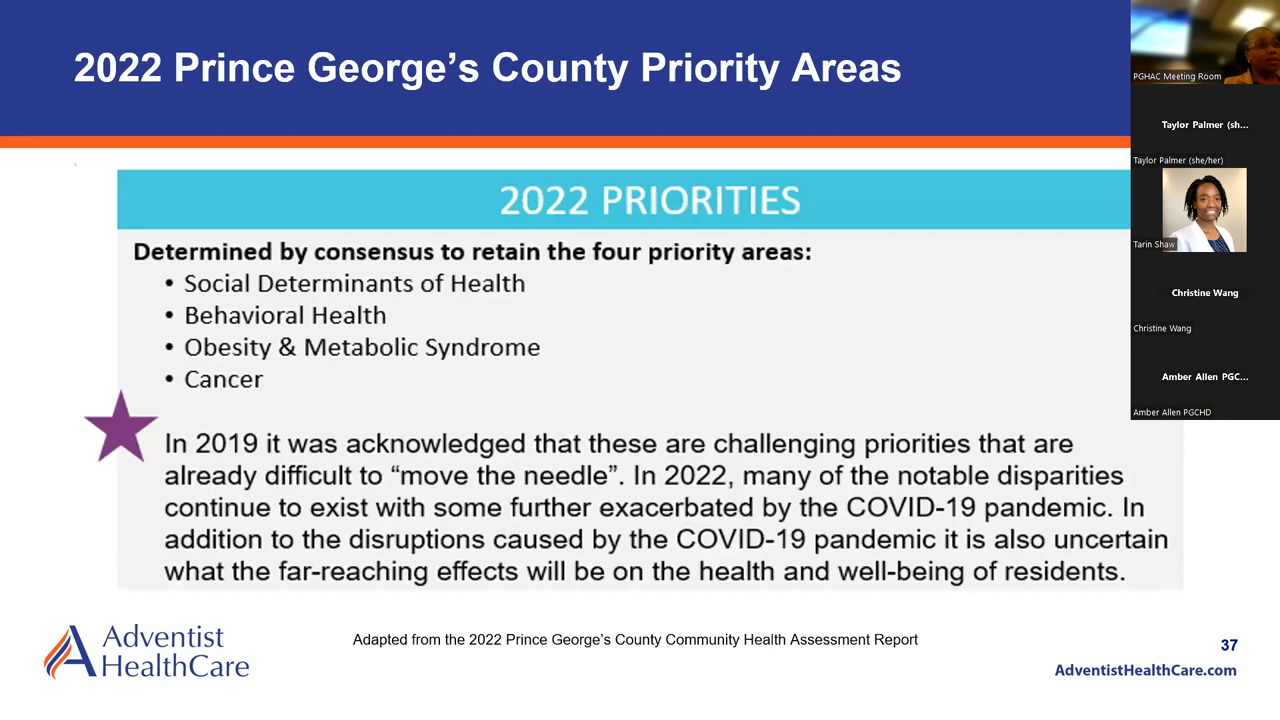 2022 Prince George's County Priority Areas
2022 PRIORITIES
Determined by consensus to retain the four priority areas:
• Social Determinants of Health
• Behavioral Health
• Obesity & Metabolic Syndrome
• Cancer
In 2019 it was acknowledged that these are challenging priorities that are
already difficult to “move the needle”. In 2022, many of the notable disparities
continue to exist with some further exacerbated by the COVID-19 pandemic. In
addition to the disruptions caused by the COVID-19 pandemic it is also uncertain
what the far-reaching effects will be on the health and well-being of residents.
Adventist
HealthCare
Adapted from the 2022 Prince George's County Community Health Assessment Report
37
AdventistHealthCare.com
PGHAC Meeting Room
Taylor Palmer (sh...
Taylor Palmer (she/her)
Tarin Shaw
Christine Wang
Christine Wang
Amber Allen PGC...
Amber Allen PGCHD